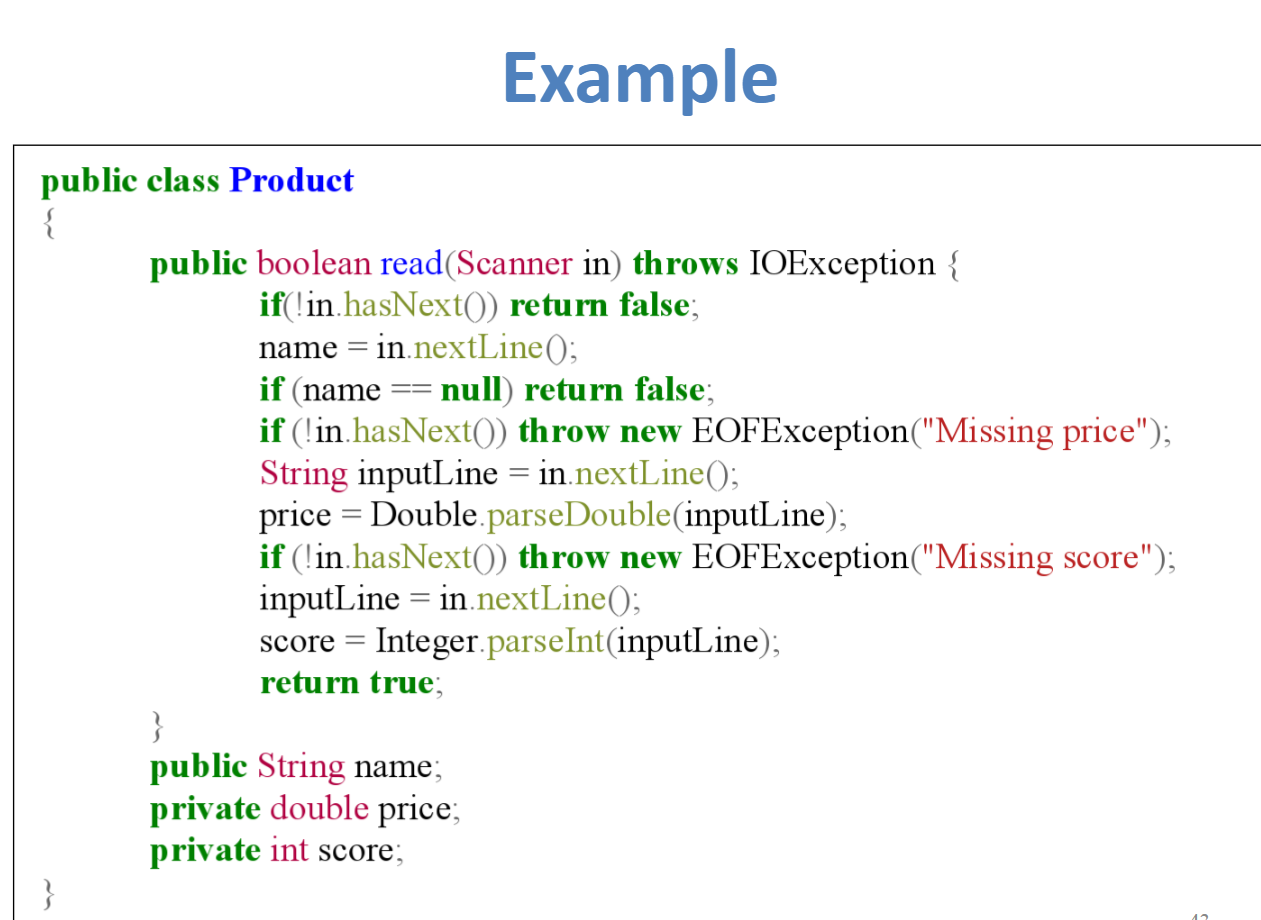 Example
public class Product
{
public boolean read(Scanner in) throws IOException {
if(!in.hasNext()) return false;
name = in.nextLine();
if (name == null) return false;
if (!in.hasNext()) throw new EOFException("Missing price");
String inputLine = in.nextLine();
price = Double.parseDouble(inputLine);
if (!in.hasNext()) throw new EOFException("Missing score");
inputLine = in.nextLine();
score = Integer.parseInt(inputLine);
return true;
}
public String name;
private double price;
private int score;
}